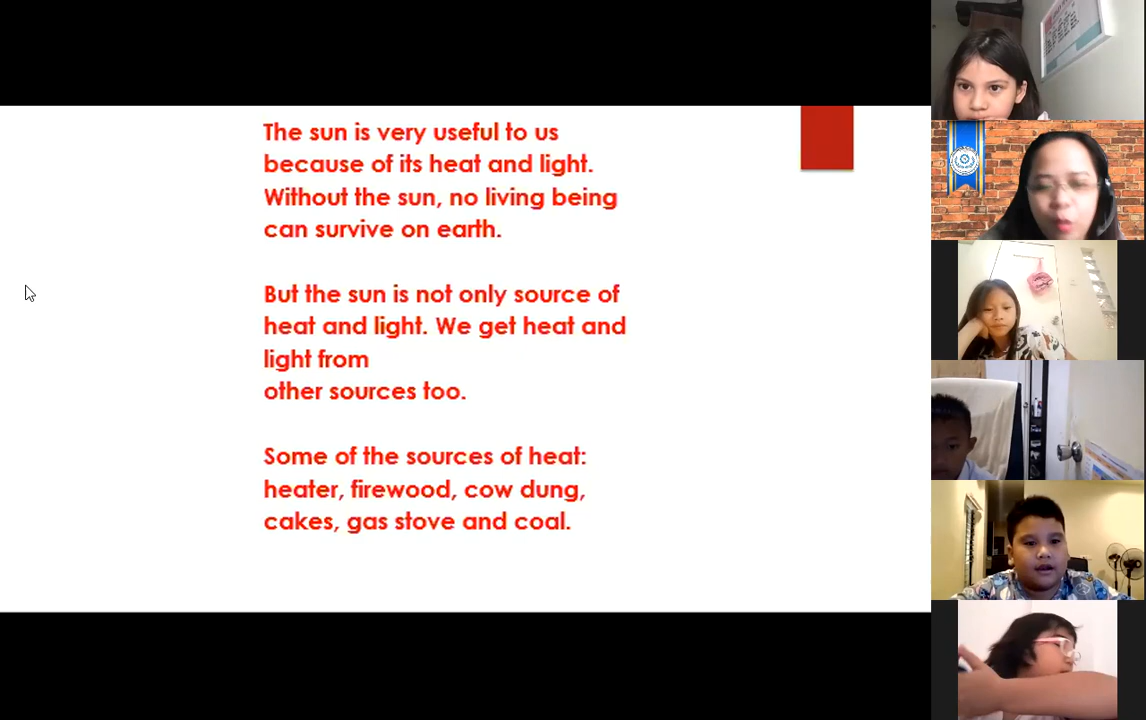 The sun is very useful to us
because of its heat and light.
Without the sun, no living being
can survive on earth.
But the sun is not only source of
heat and light. We get heat and
light from
other sources too.
Some of the sources of heat:
heater, firewood, cow dung,
cakes, gas stove and coal.